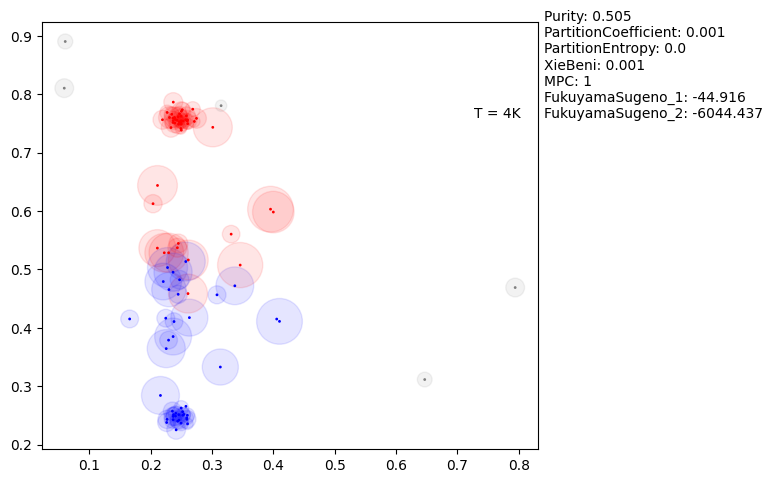 Purity: 0.505
PartitionCoefficient: 0.001
PartitionEntropy: 0.0
XieBeni: 0.001
MPC: 1
FukuyamaSugeno_1: -44.916
FukuyamaSugeno_2: -6044.437
T = 4K
0.9
0.8
0.7
0.6
0.5
0.4
0.3
0.2
0.1 0.2 0.3 0.4 0.5 0.6 0.7 0.8